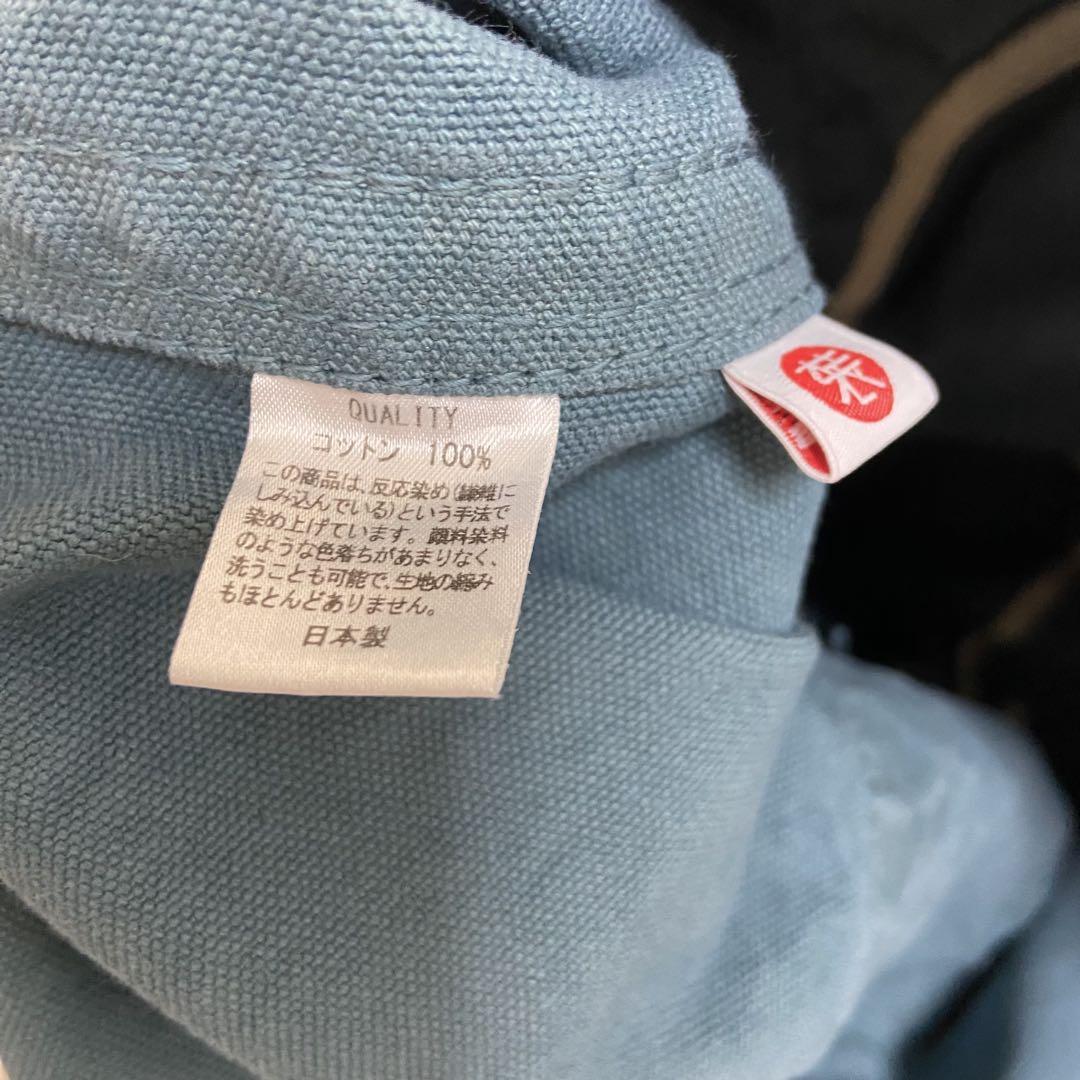 QUALITY
コットン 100%
この商品は、反応染め(繊維に
しみ込んでいる)という手法で
染め上げています。顔料染料
のような色落ちがあまりなく、
洗うことも可能で、生地の縮み
もほとんどありません。
日本製